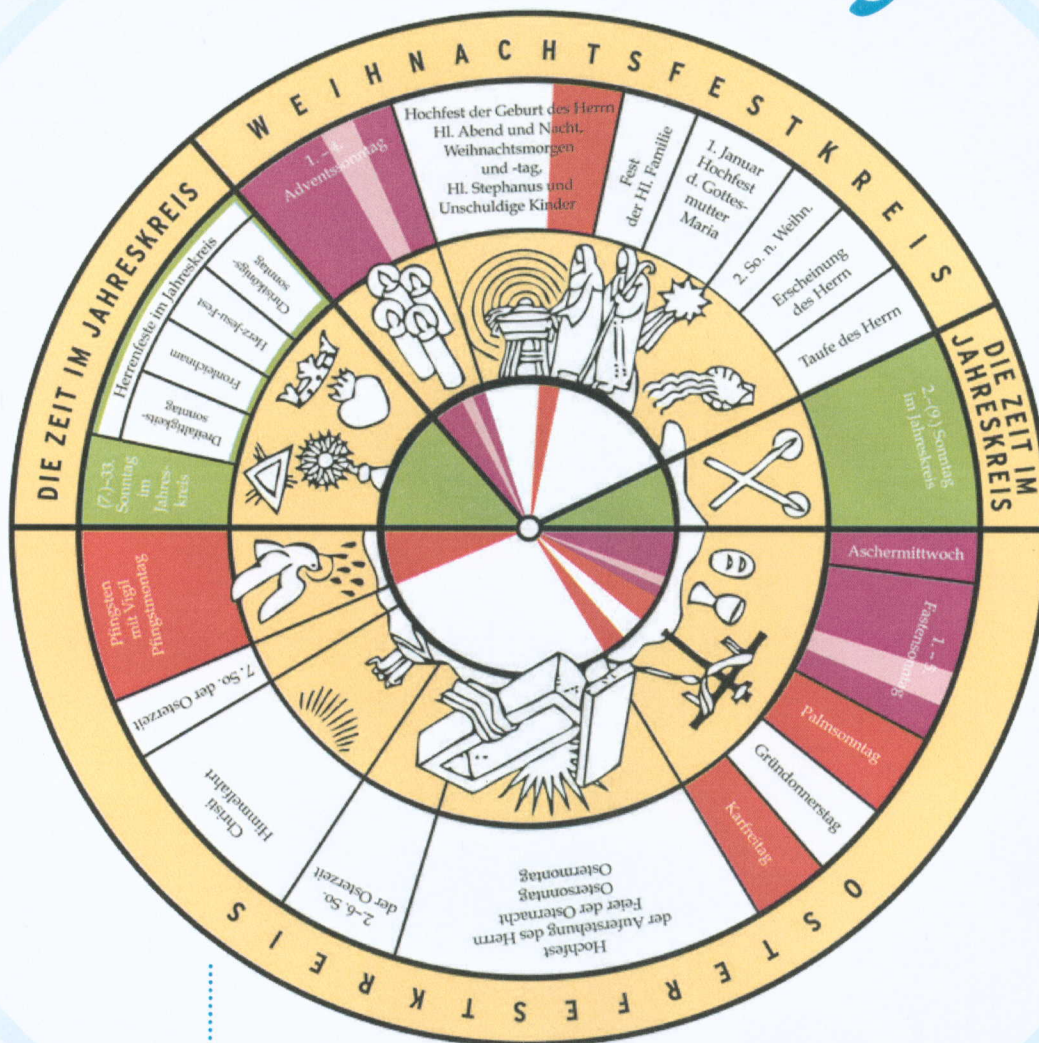 WEIHNACHTSFESTKREIS
1. – 4.
Adventssonntag
Hochfest der Geburt des Herrn
Hl. Abend und Nacht,
Weihnachtsmorgen
und -tag,
Hl. Stephanus und
Unschuldige Kinder
Fest
der Hl. Familie
1. Januar
Hochfest
d. Gottes-
mutter
Maria
2. So. n. Weihn.
Erscheinung
des Herrn
Taufe des Herrn
DIE ZEIT IM
JAHRESKREIS
2.–(9.) Sonntag
im Jahreskreis
OSTERFESTKREIS
Aschermittwoch
1. – 5.
Fastensonntag
Palmsonntag
Gründonnerstag
Karfreitag
Hochfest
der Auferstehung des Herrn
Feier der Osternacht
Ostersonntag
Ostermontag
2.–6. So.
der Osterzeit
Christi
Himmelfahrt
7. So. der Osterzeit
Pfingsten
mit Vigil
Pfingstmontag
DIE ZEIT IM JAHRESKREIS
(7.)–33.
Sonntag
im
Jahres-
kreis
Herrenfeste im Jahreskreis
Dreifaltigkeits-
sonntag
Fronleichnam
Herz-Jesu-Fest
Christkönigs-
sonntag